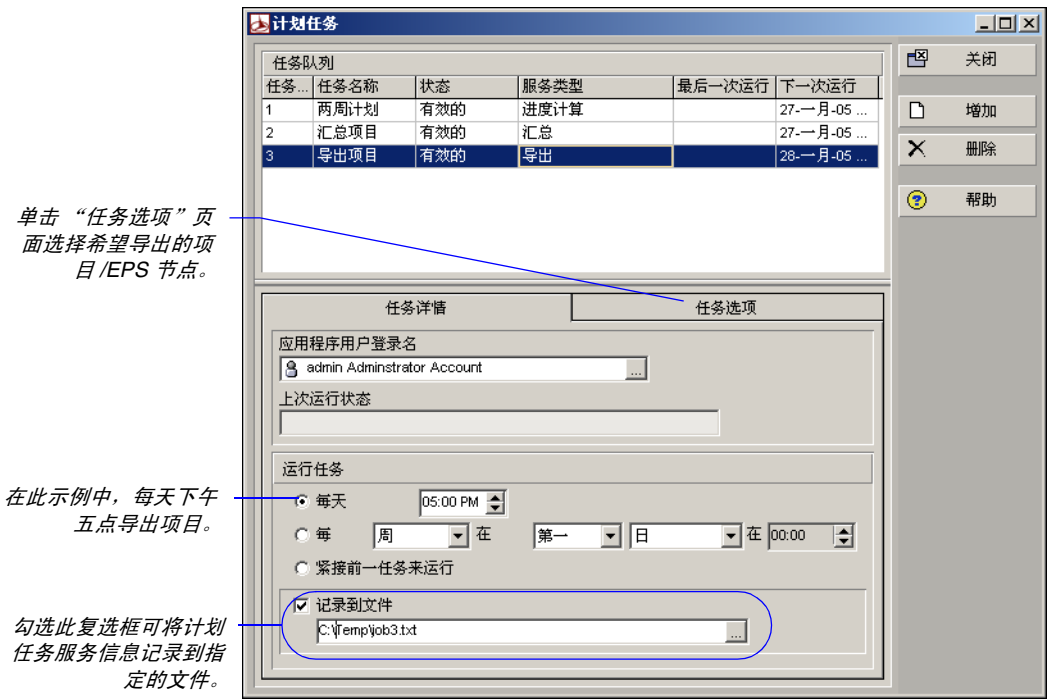 计划任务
任务队列
任务... 任务名称 状态 服务类型 最后一次运行 下一次运行
1 两周计划 有效的 进度计算 27-一月-05 ...
2 汇总项目 有效的 汇总 27-一月-05 ...
3 导出项目 有效的 导出 28-一月-05 ...
关闭
增加
删除
帮助
单击 “任务选项”页
面选择希望导出的项
目 /EPS 节点。
任务详情 任务选项
应用程序用户登录名
admin Adminstrator Account ...
上次运行状态
运行任务
每天 05:00 PM
每 周 在 第一 日 在 00:00
紧接前一任务来运行
记录到文件
C:\Temp\job3.txt ...
在此示例中，每天下午
五点导出项目。
勾选此复选框可将计划
任务服务信息记录到指
定的文件。